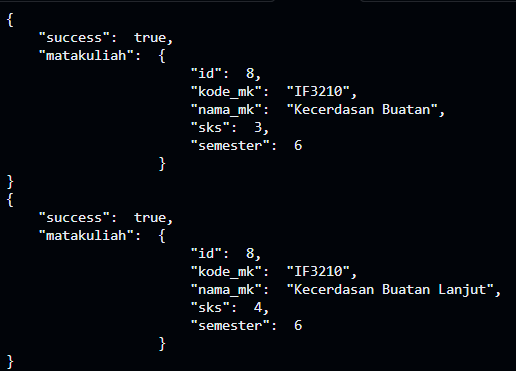 {
    "success":  true,
    "matakuliah":  {
                       "id":  8,
                       "kode_mk":  "IF3210",
                       "nama_mk":  "Kecerdasan Buatan",
                       "sks":  3,
                       "semester":  6
                   }
}
{
    "success":  true,
    "matakuliah":  {
                       "id":  8,
                       "kode_mk":  "IF3210",
                       "nama_mk":  "Kecerdasan Buatan Lanjut",
                       "sks":  4,
                       "semester":  6
                   }
}